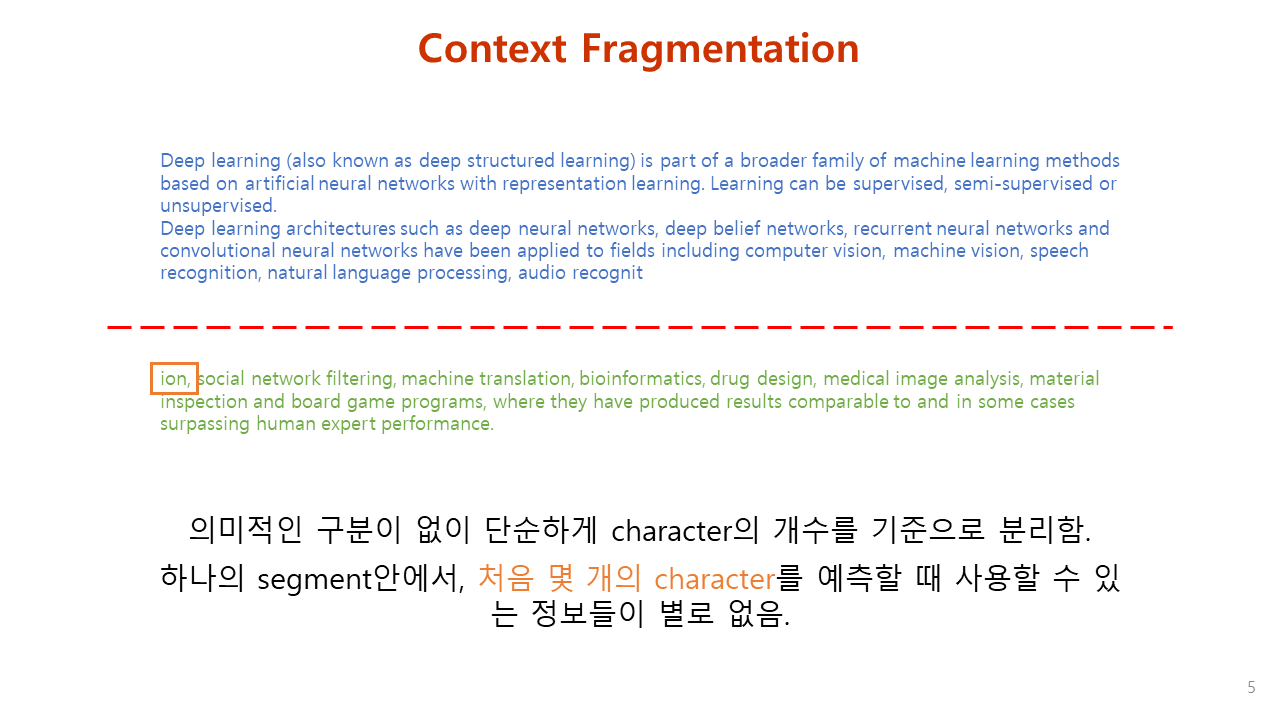 Context Fragmentation
Deep learning (also known as deep structured learning) is part of a broader family of machine learning methods
based on artificial neural networks with representation learning. Learning can be supervised, semi-supervised or
unsupervised.
Deep learning architectures such as deep neural networks, deep belief networks, recurrent neural networks and
convolutional neural networks have been applied to fields including computer vision, machine vision, speech
recognition, natural language processing, audio recognit
ion, social network filtering, machine translation, bioinformatics, drug design, medical image analysis, material
inspection and board game programs, where they have produced results comparable to and in some cases
surpassing human expert performance.
의미적인 구분이 없이 단순하게 character의 개수를 기준으로 분리함.
하나의 segment안에서, 처음 몇 개의 character를 예측할 때 사용할 수 있
는 정보들이 별로 없음.
5